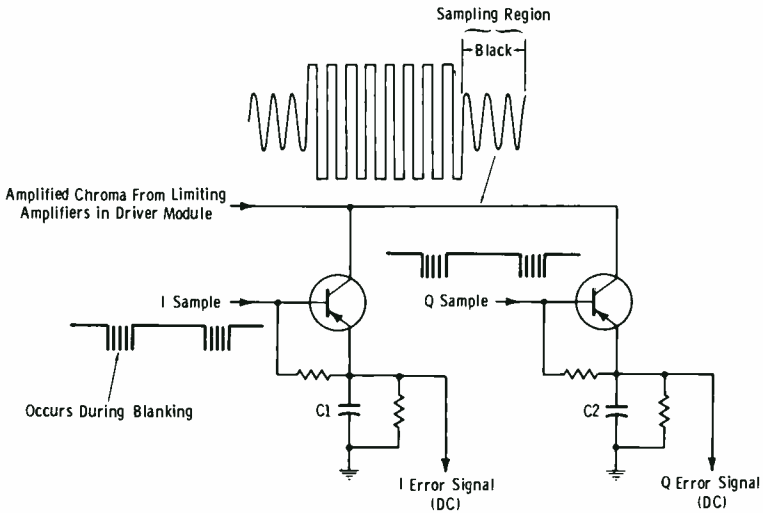 Sampling Region
Black
Amplified Chroma From Limiting
Amplifiers in Driver Module
I Sample
Q Sample
Occurs During Blanking
C1
C2
I Error Signal
(DC)
Q Error Signal
(DC)